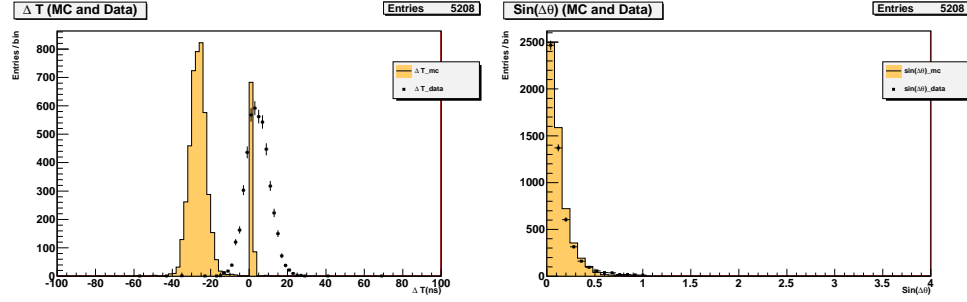 Δ T (MC and Data)
Entries 5208
Entries / bin
800
700
600
500
400
300
200
100
0
Δ T_mc
Δ T_data
-100 -80 -60 -40 -20 0 20 40 60 80 100
Δ T(ns)
Sin(Δθ) (MC and Data)
Entries 5208
Entries / bin
2500
2000
1500
1000
500
0
sin(Δθ)_mc
sin(Δθ)_data
0 0.5 1 1.5 2 2.5 3 3.5 4
Sin(Δθ)